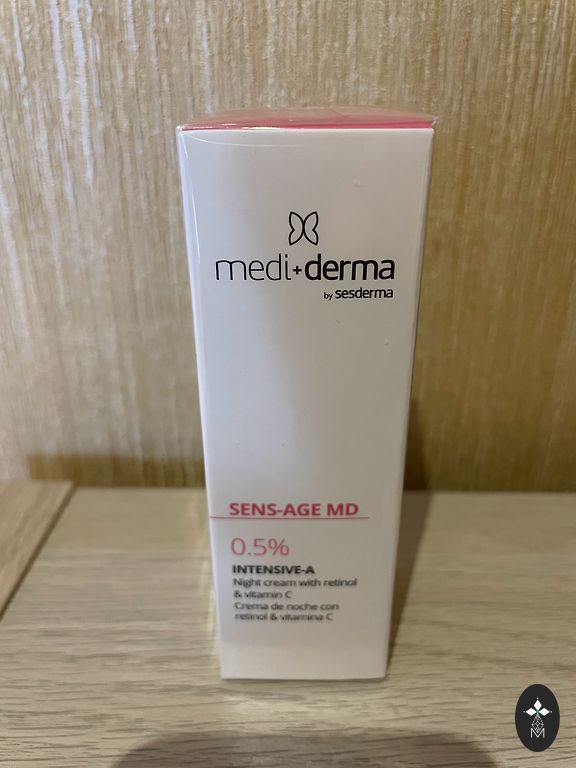 medi+derma
by sesderma
SENS-AGE MD
0.5%
INTENSIVE-A
Night cream with retinol
& vitamin C
Crema de noche con
retinol & vitamina C